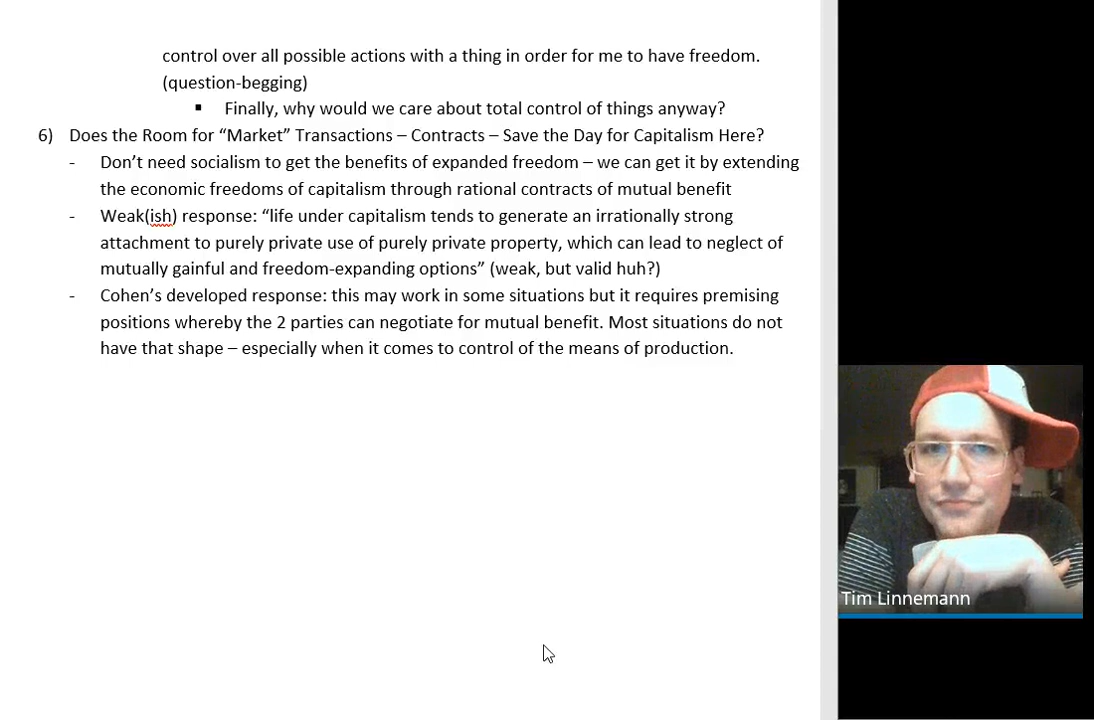 control over all possible actions with a thing in order for me to have freedom.
(question-begging)
▪ Finally, why would we care about total control of things anyway?
6) Does the Room for “Market” Transactions – Contracts – Save the Day for Capitalism Here?
- Don’t need socialism to get the benefits of expanded freedom – we can get it by extending
the economic freedoms of capitalism through rational contracts of mutual benefit
- Weak(ish) response: “life under capitalism tends to generate an irrationally strong
attachment to purely private use of purely private property, which can lead to neglect of
mutually gainful and freedom-expanding options” (weak, but valid huh?)
- Cohen’s developed response: this may work in some situations but it requires premising
positions whereby the 2 parties can negotiate for mutual benefit. Most situations do not
have that shape – especially when it comes to control of the means of production.
Tim Linnemann